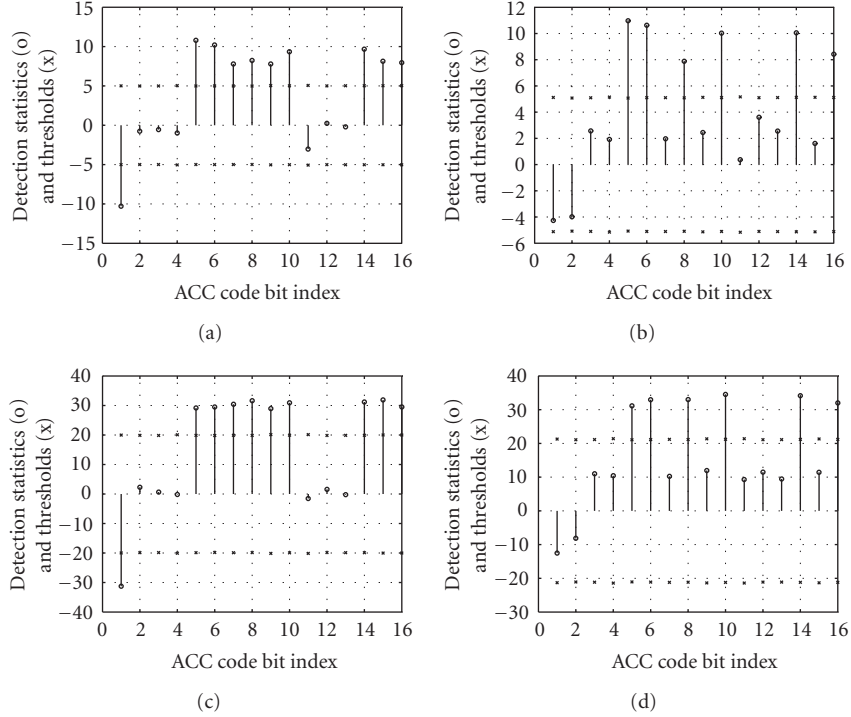 Detection statistics (o)
and thresholds (x)
15
10
5
0
−5
−10
−15
0 2 4 6 8 10 12 14 16
ACC code bit index
(a)
Detection statistics (o)
and thresholds (x)
12
10
8
6
4
2
0
−2
−4
−6
0 2 4 6 8 10 12 14 16
ACC code bit index
(b)
Detection statistics (o)
and thresholds (x)
40
30
20
10
0
−10
−20
−30
−40
0 2 4 6 8 10 12 14 16
ACC code bit index
(c)
Detection statistics (o)
and thresholds (x)
40
30
20
10
0
−10
−20
−30
0 2 4 6 8 10 12 14 16
ACC code bit index
(d)